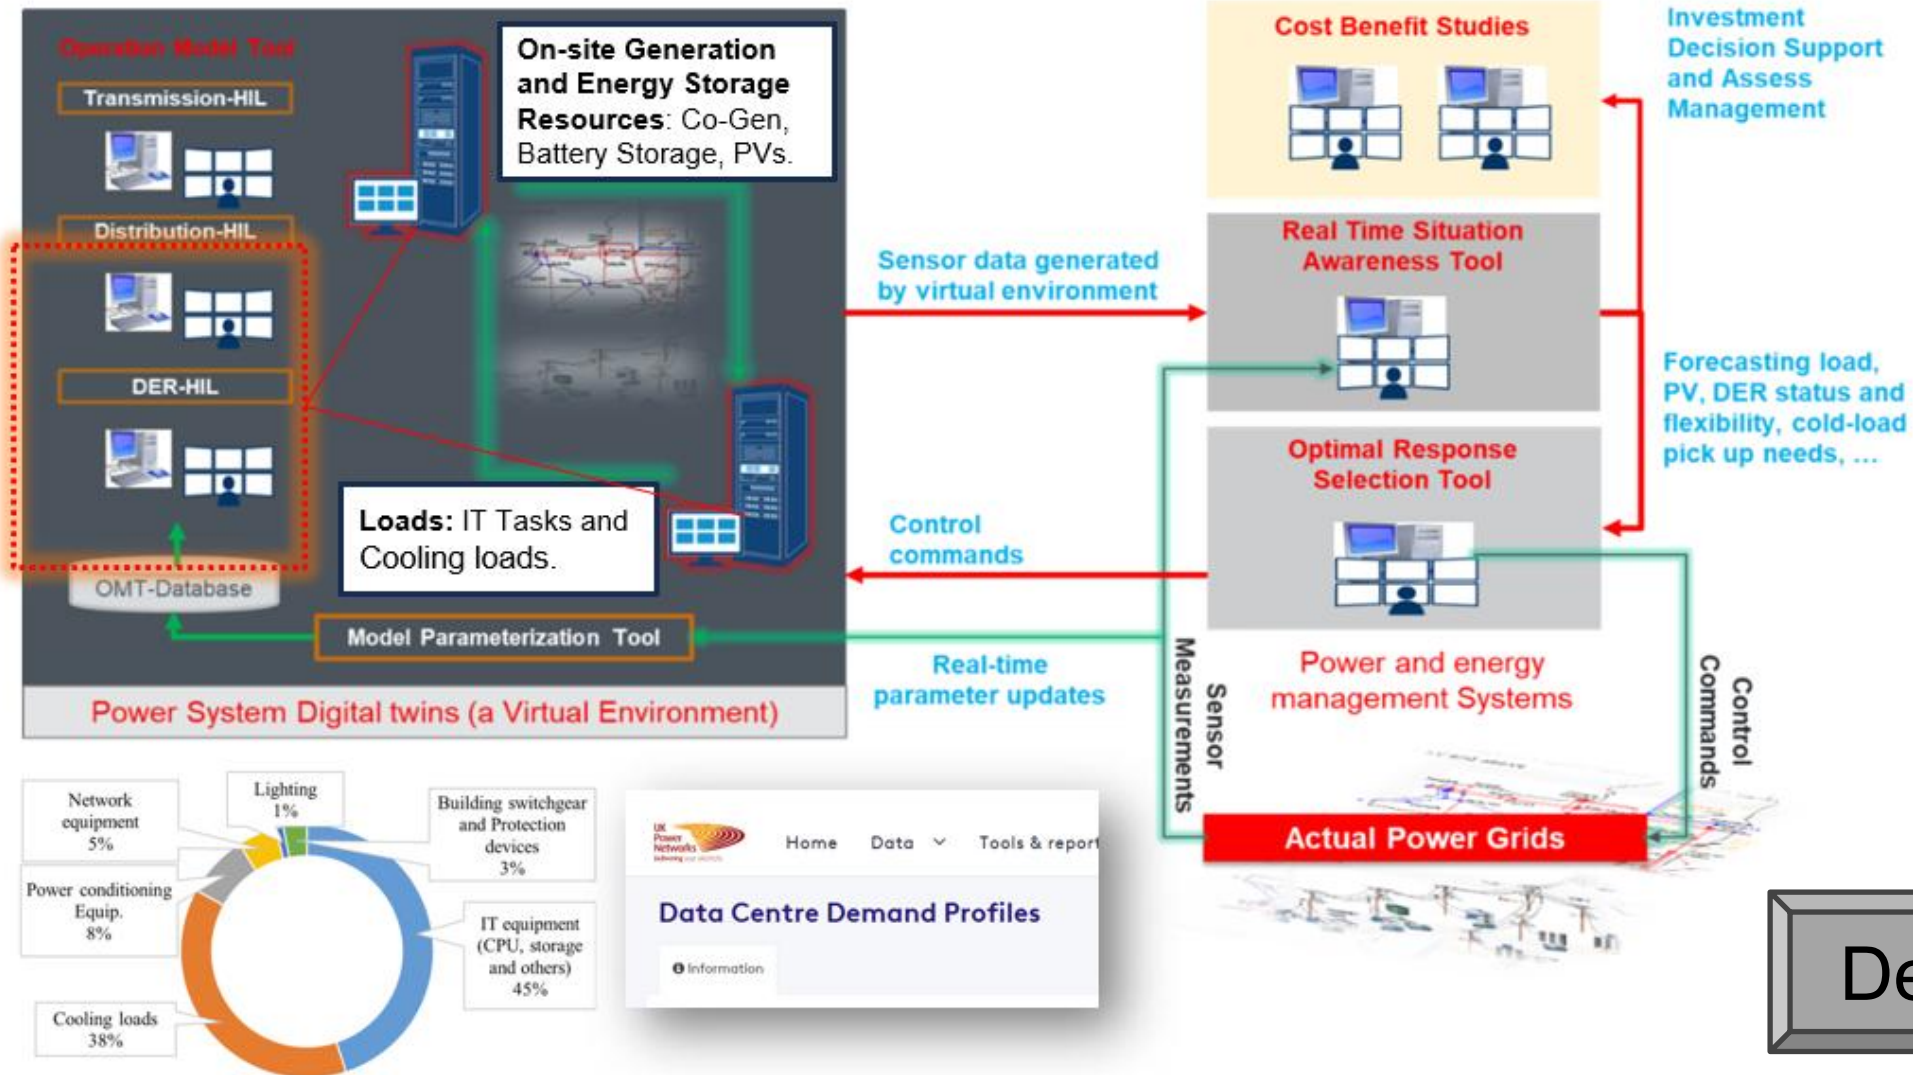 Operation Model Tool
Transmission-HIL
Distribution-HIL
DER-HIL
OMT-Database
On-site Generation
and Energy Storage
Resources: Co-Gen,
Battery Storage, PVs.
Loads: IT Tasks and
Cooling loads.
Model Parameterization Tool
Power System Digital twins (a Virtual Environment)
Sensor data generated
by virtual environment
Control
commands
Real-time
parameter updates
Cost Benefit Studies
Real Time Situation
Awareness Tool
Optimal Response
Selection Tool
Power and energy
management Systems
Investment
Decision Support
and Assess
Management
Forecasting load,
PV, DER status and
flexibility, cold-load
pick up needs, ...
Sensor
Measurements
Control
Commands
Actual Power Grids
Network
equipment
5%
Lighting
1%
Building switchgear
and Protection
devices
3%
Power conditioning
Equip.
8%
IT equipment
(CPU, storage
and others)
45%
Cooling loads
38%
UK
Power
Networks
Home Data Tools & report
Data Centre Demand Profiles
Information
De